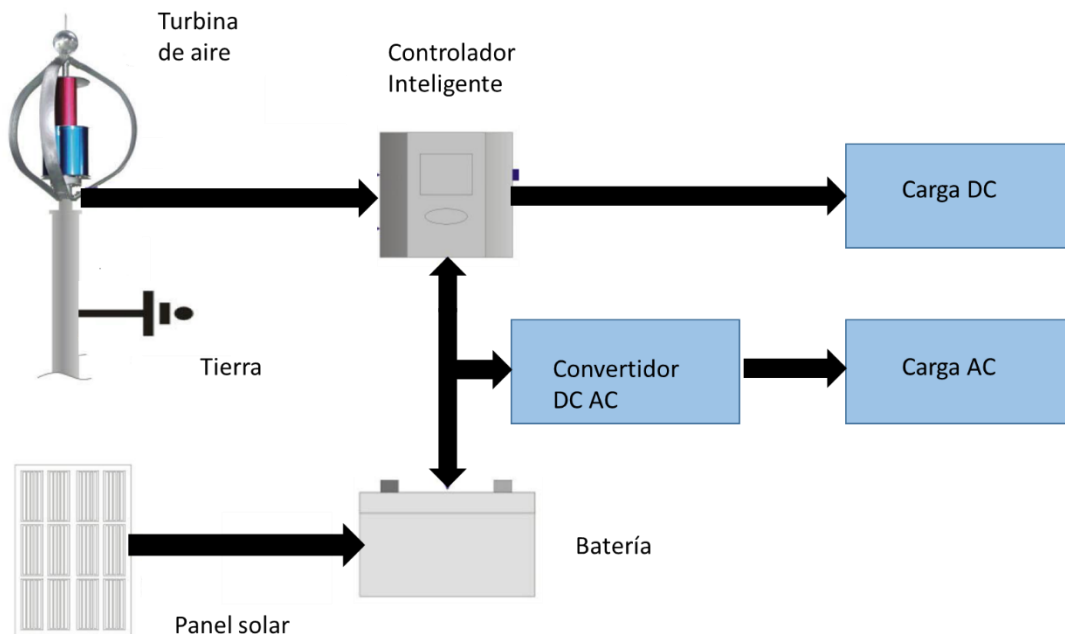 Turbina
de aire
Controlador
Inteligente
Carga DC
Tierra
Convertidor
DC AC
Carga AC
Batería
Panel solar